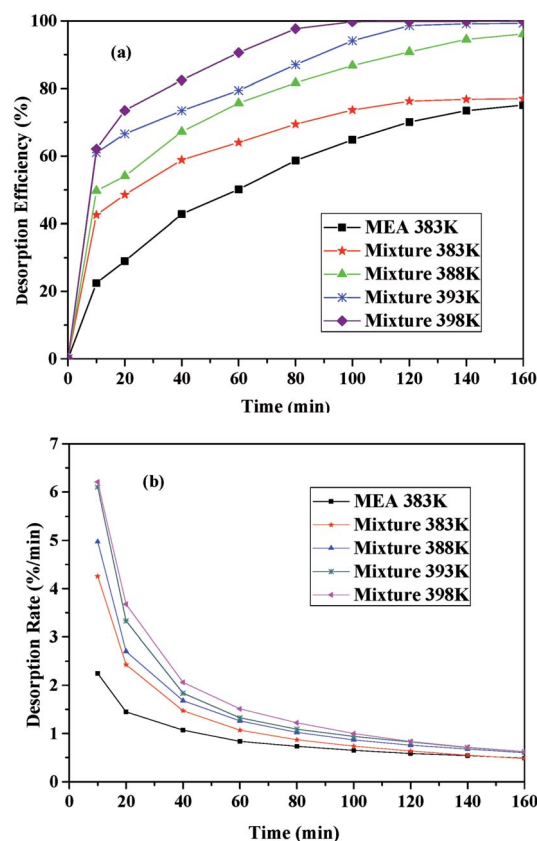 100
(a)
80
60
40
20
0
Desorption Efficiency (%)
MEA 383K
Mixture 383K
Mixture 388K
Mixture 393K
Mixture 398K
0 20 40 60 80 100 120 140 160
Time (min)
7
(b)
6
5
4
3
2
1
0
Desorption Rate (%/min)
MEA 383K
Mixture 383K
Mixture 388K
Mixture 393K
Mixture 398K
0 20 40 60 80 100 120 140 160
Time (min)